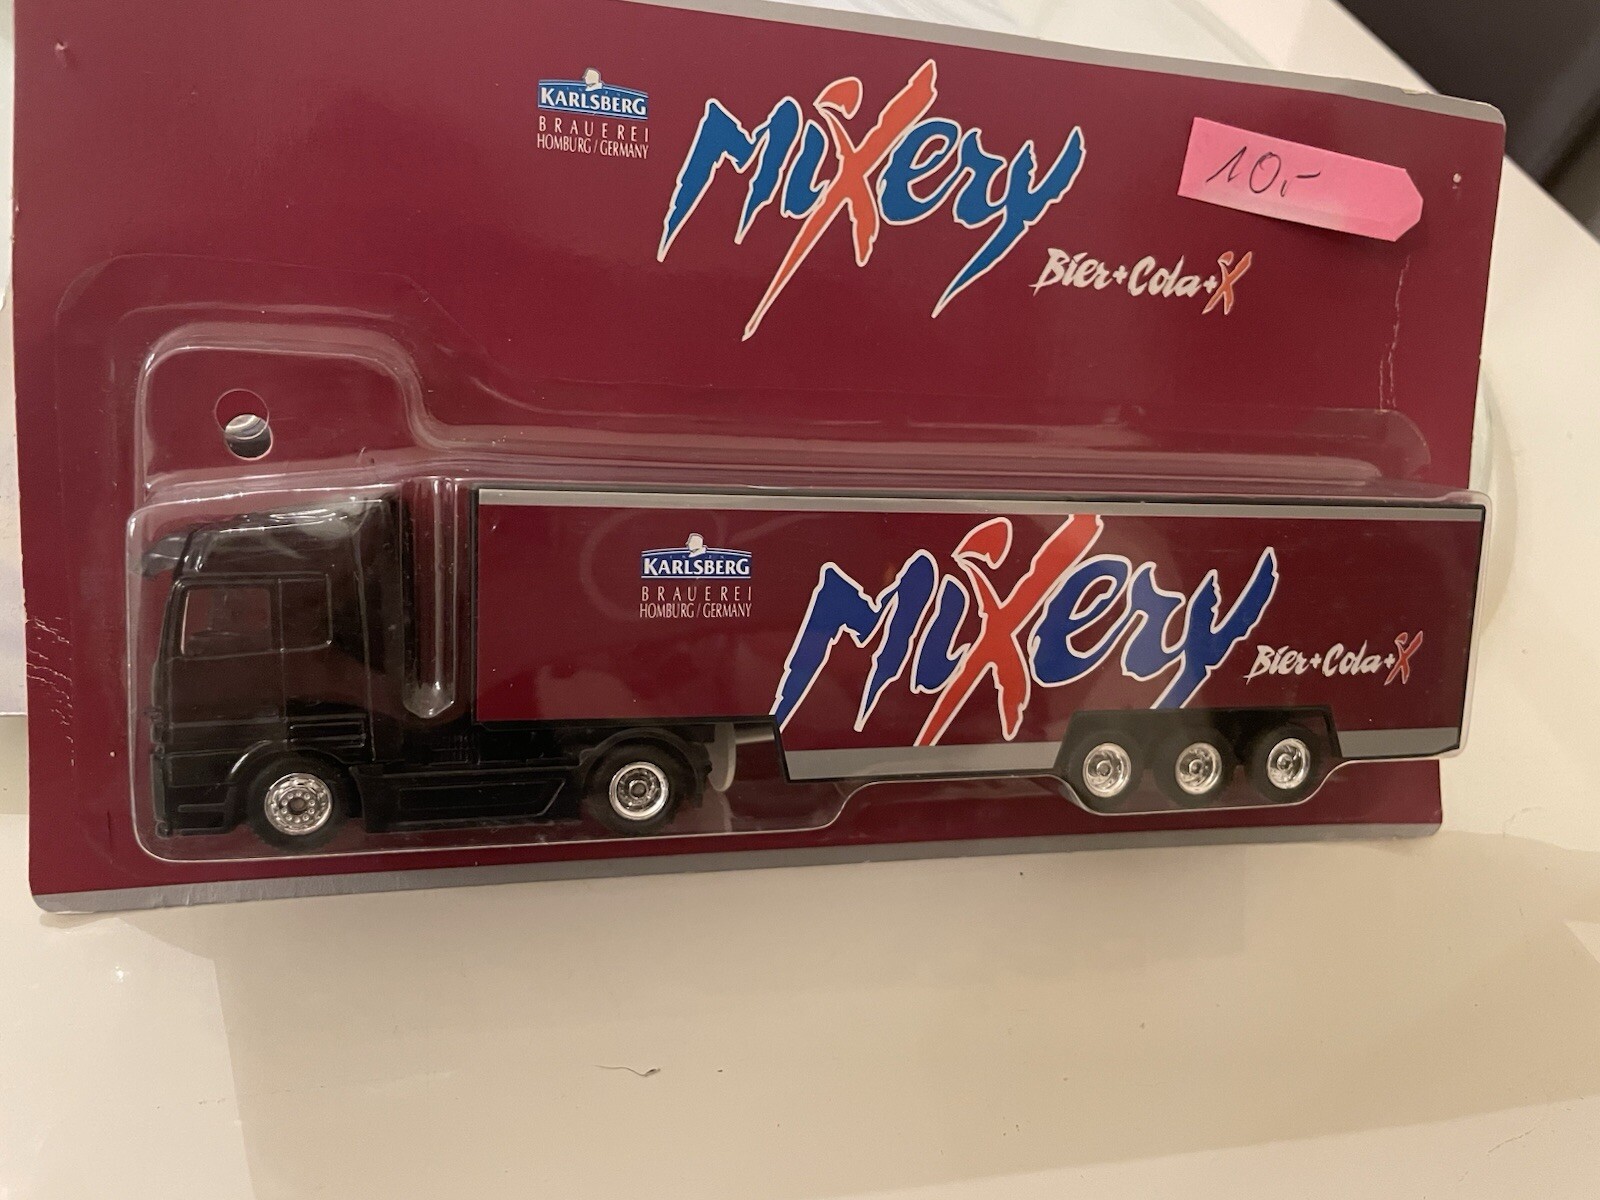 KARLSBERG
BRAUEREI
HOMBURG / GERMANY
MiXery
Bier+Cola+X
10,-
KARLSBERG
BRAUEREI
HOMBURG / GERMANY
MiXery
Bier+Cola+X